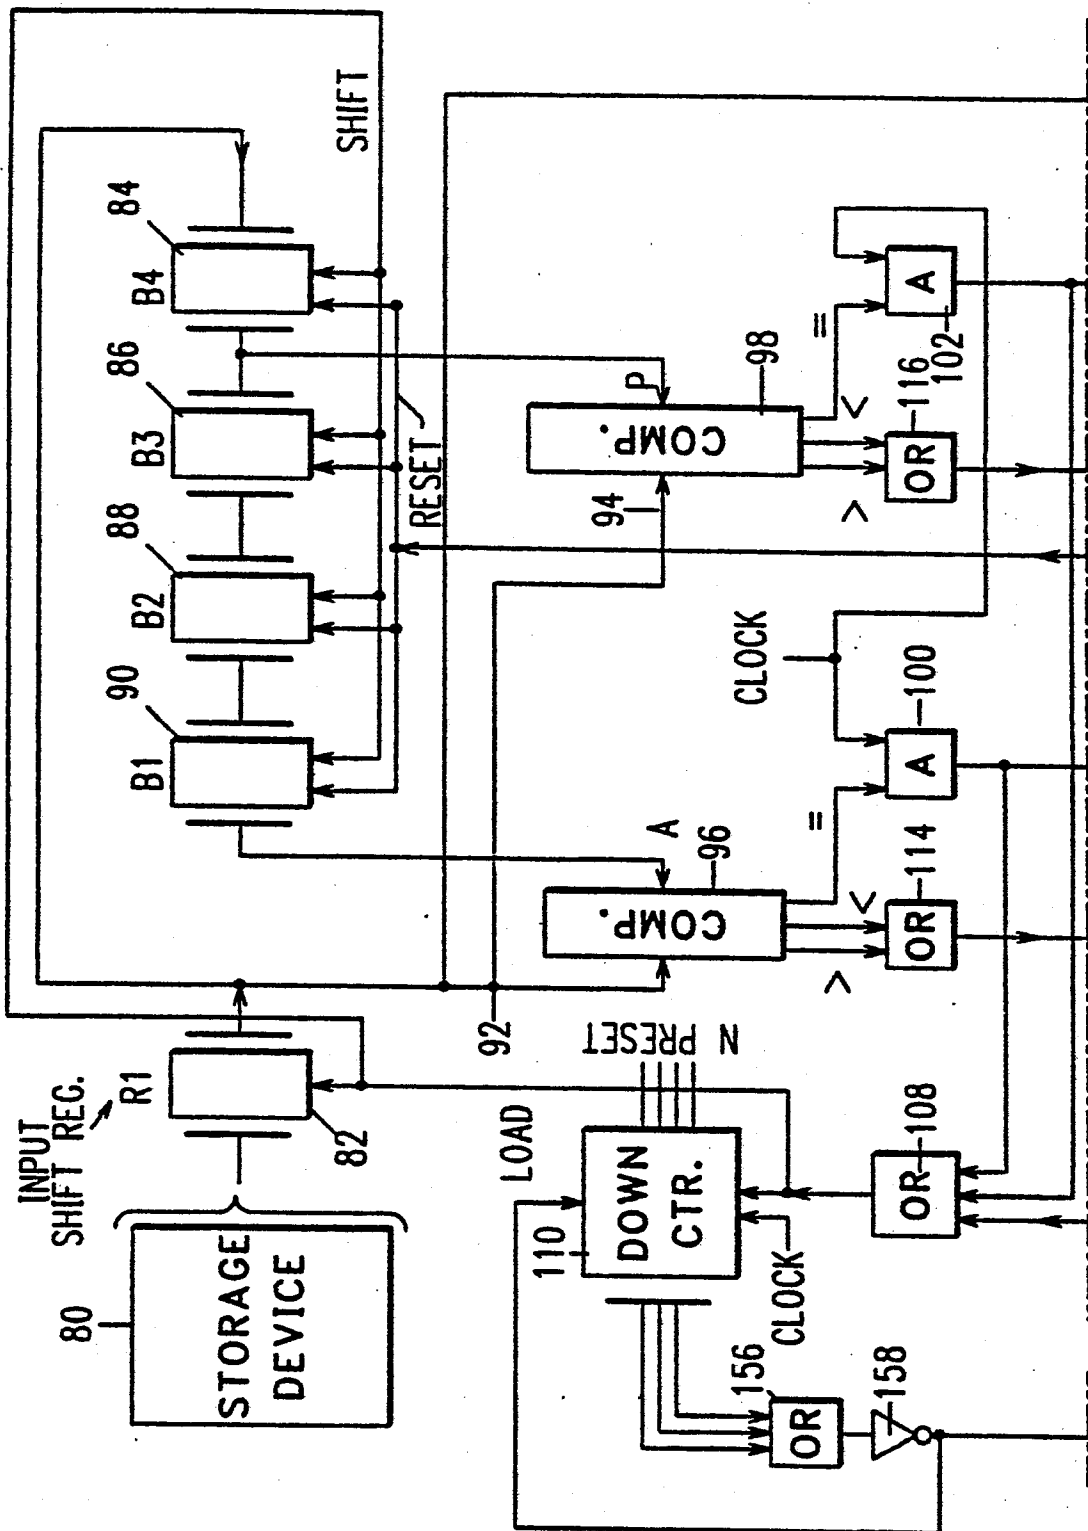 80
STORAGE
DEVICE
INPUT
SHIFT REG.
R1
82
B1
90
B2
88
B3
86
B4
84
SHIFT
RESET
92
94
A
P
COMP.
96
COMP.
98
LOAD
110
DOWN
CTR.
N PRESET
CLOCK
CLOCK
>
<
=
>
<
=
OR
114
A
100
OR
116
A
102
OR
156
158
OR
108